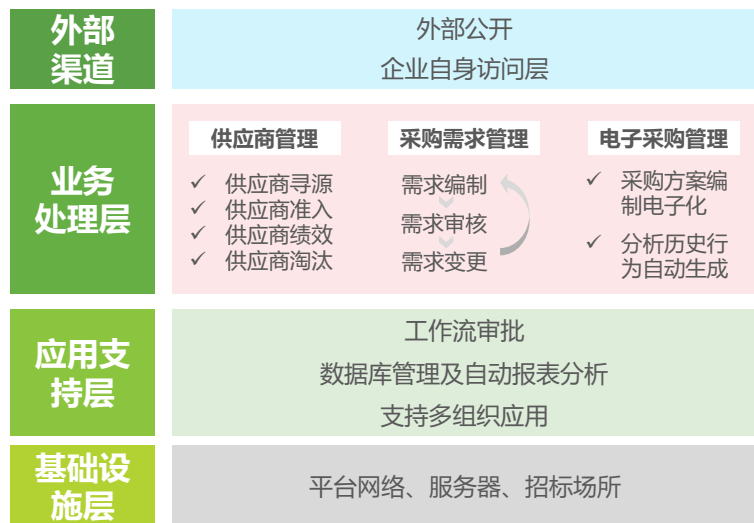 外部
渠道
外部公开
企业自身访问层
业务
处理层
供应商管理
供应商寻源
供应商准入
供应商绩效
供应商淘汰
采购需求管理
需求编制
需求审核
需求变更
电子采购管理
采购方案编
制电子化
分析历史行
为自动生成
应用支
持层
工作流审批
数据库管理及自动报表分析
支持多组织应用
基础设
施层
平台网络、服务器、招标场所